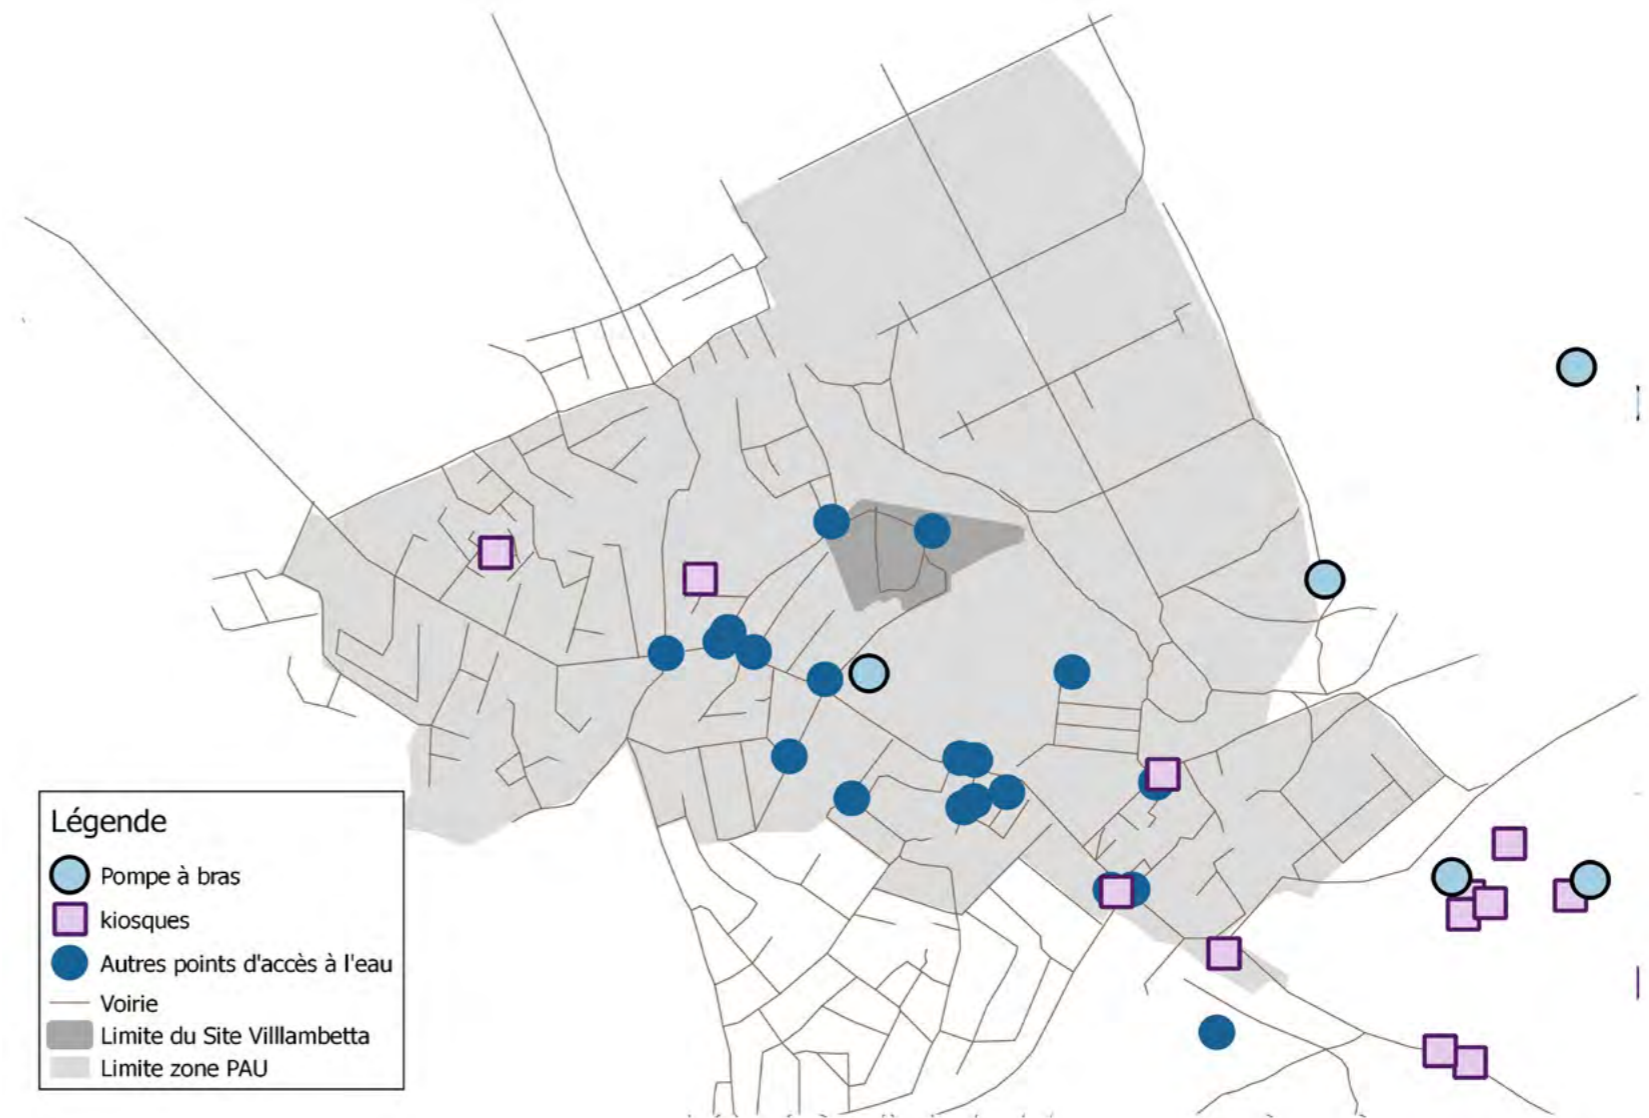 Légende
Pompe à bras
kiosques
Autres points d'accès à l'eau
Voirie
Limite du Site Villlambetta
Limite zone PAU